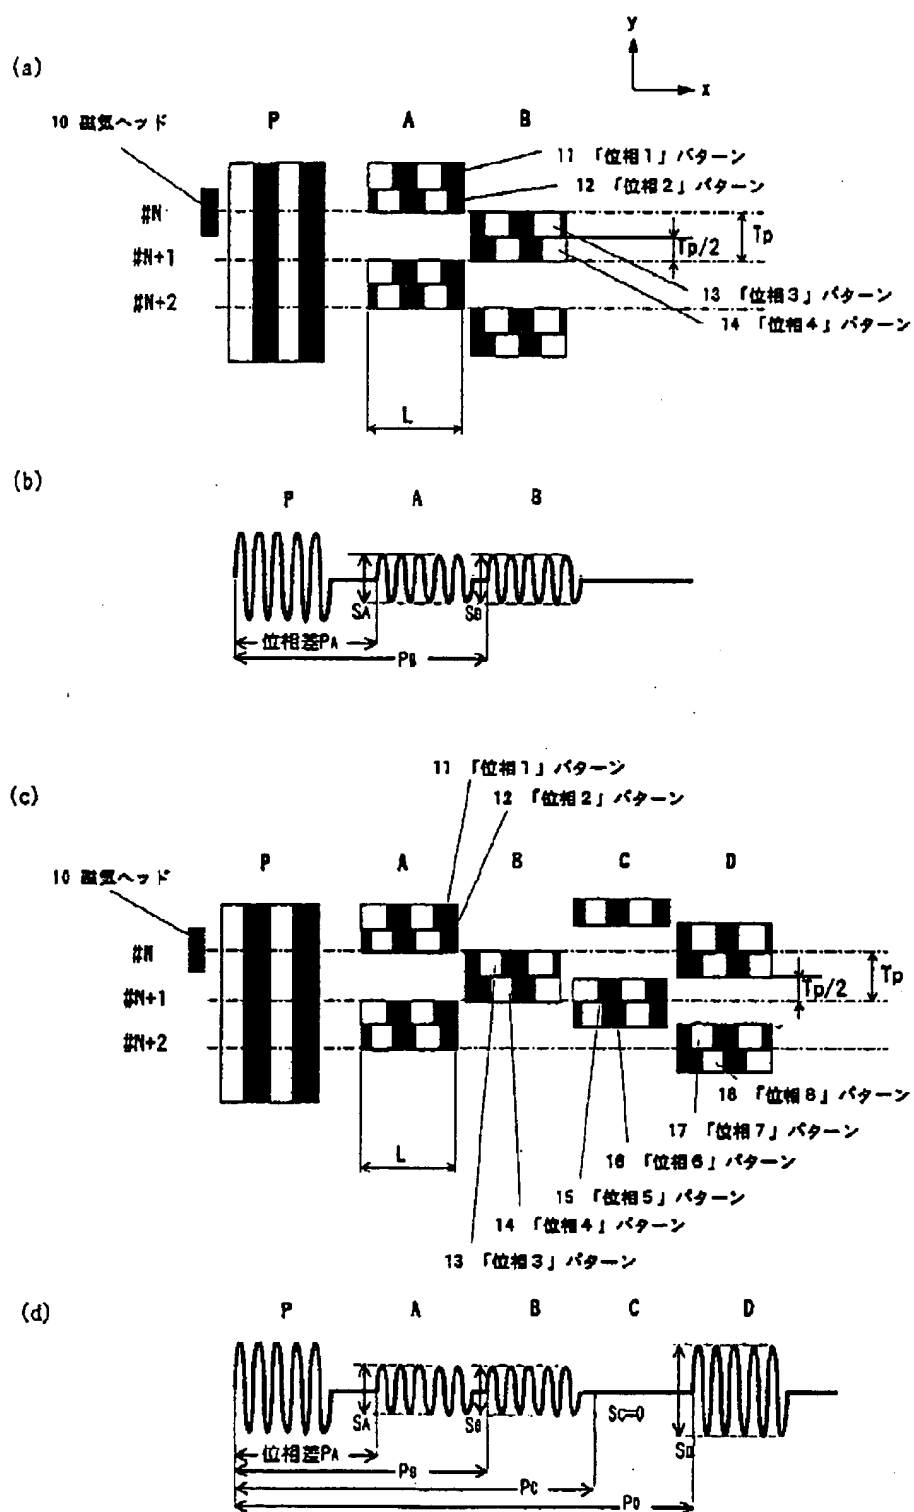 (a)
y
x
10 磁気ヘッド
P
A
B
11 「位相1」パターン
12 「位相2」パターン
#N
Tp
#N+1
Tp/2
13 「位相3」パターン
#N+2
14 「位相4」パターン
L
(b)
P
A
B
SA
SB
位相差PA
PB
(c)
11 「位相1」パターン
12 「位相2」パターン
P
A
B
C
D
10 磁気ヘッド
#N
Tp
#N+1
Tp/2
#N+2
18 「位相8」パターン
17 「位相7」パターン
L
16 「位相6」パターン
15 「位相5」パターン
14 「位相4」パターン
13 「位相3」パターン
(d)
P
A
B
C
D
SA
SB
SC=0
SD
位相差PA
PB
PC
PD